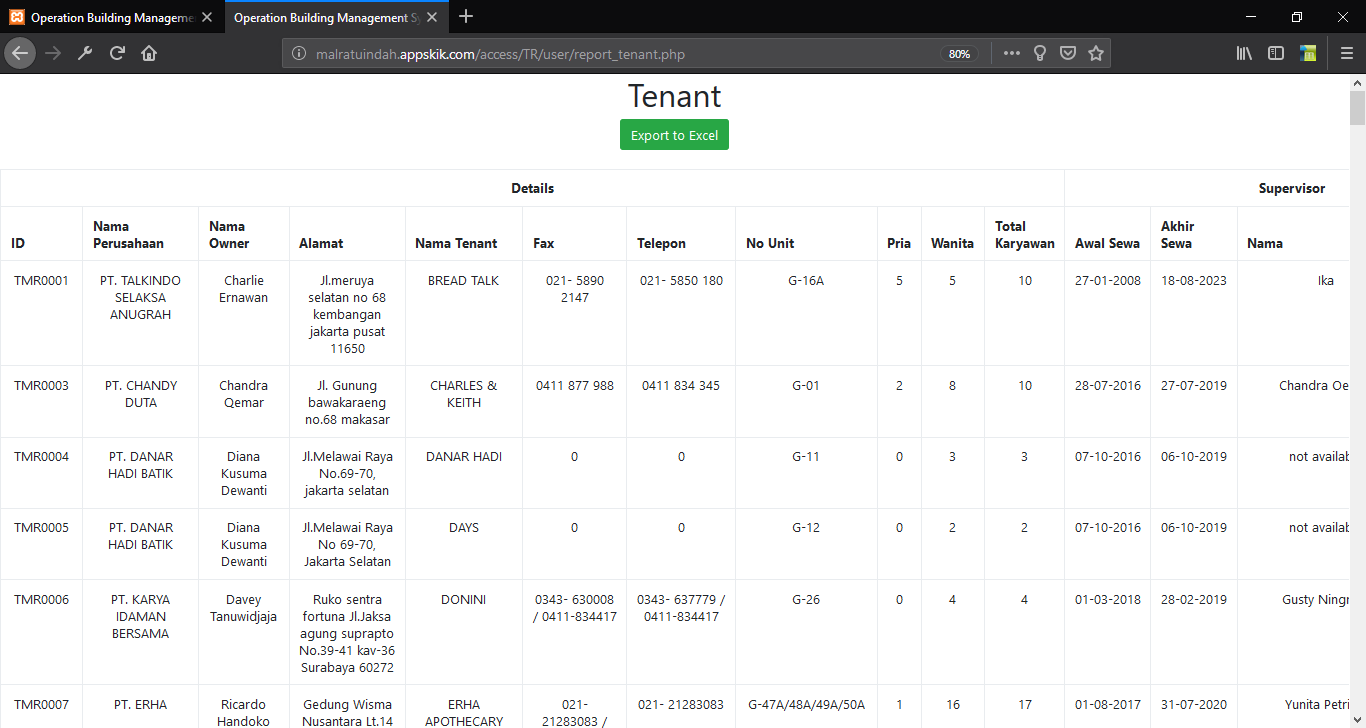 Operation Building Manageme
Operation Building Management Sy
malratuindah.appskik.com/access/TR/user/report_tenant.php
80%
Tenant
Export to Excel
Details
Supervisor
ID
Nama Perusahaan
Nama Owner
Alamat
Nama Tenant
Fax
Telepon
No Unit
Pria
Wanita
Total Karyawan
Awal Sewa
Akhir Sewa
Nama
TMR0001
PT. TALKINDO
SELAKSA
ANUGRAH
Charlie
Ernawan
Jl.meruya
selatan no 68
kembangan
jakarta pusat
11650
BREAD TALK
021- 5890
2147
021- 5850 180
G-16A
5
5
10
27-01-2008
18-08-2023
Ika
TMR0003
PT. CHANDY
DUTA
Chandra
Qemar
Jl. Gunung
bawakaraeng
no.68 makasar
CHARLES &
KEITH
0411 877 988
0411 834 345
G-01
2
8
10
28-07-2016
27-07-2019
Chandra Oe
TMR0004
PT. DANAR
HADI BATIK
Diana
Kusuma
Dewanti
Jl.Melawai Raya
No.69-70,
jakarta selatan
DANAR HADI
0
0
G-11
0
3
3
07-10-2016
06-10-2019
not availab
TMR0005
PT. DANAR
HADI BATIK
Diana
Kusuma
Dewanti
Jl.Melawai Raya
No 69-70,
Jakarta Selatan
DAYS
0
0
G-12
0
2
2
07-10-2016
06-10-2019
not availab
TMR0006
PT. KARYA
IDAMAN
BERSAMA
Davey
Tanuwidjaja
Ruko sentra
fortuna Jl.Jaksa
agung suprapto
No.39-41 kav-36
Surabaya 60272
DONINI
0343- 630008
/ 0411-834417
0343- 637779 /
0411-834417
G-26
0
4
4
01-03-2018
28-02-2019
Gusty Ningr
TMR0007
PT. ERHA
Ricardo
Handoko
Gedung Wisma
Nusantara Lt.14
ERHA
APOTHECARY
021-
21283083 /
021- 21283083
G-47A/48A/49A/50A
1
16
17
01-08-2017
31-07-2020
Yunita Petri